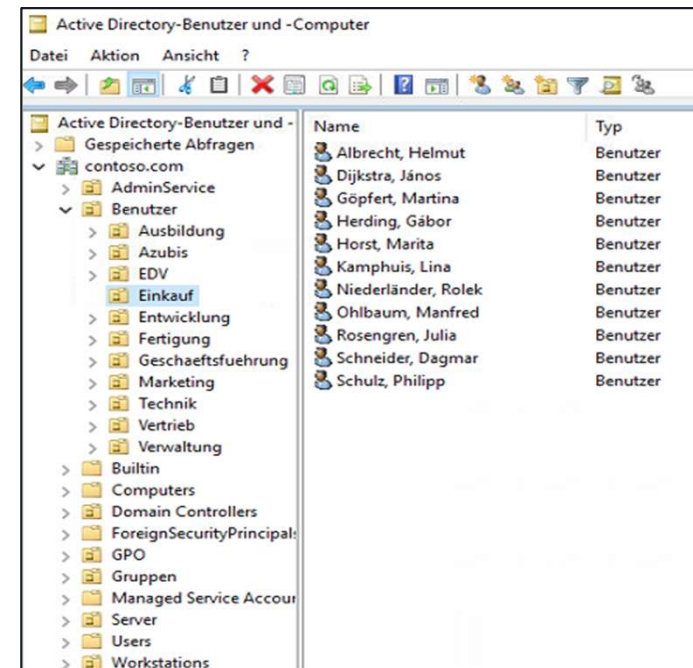 Active Directory-Benutzer und -Computer
Datei Aktion Ansicht ?
Active Directory-Benutzer und -
Gespeicherte Abfragen
contoso.com
AdminService
Benutzer
Ausbildung
Azubis
EDV
Einkauf
Entwicklung
Fertigung
Geschaeftsfuehrung
Marketing
Technik
Vertrieb
Verwaltung
Builtin
Computers
Domain Controllers
ForeignSecurityPrincipals
GPO
Gruppen
Managed Service Accour
Server
Users
Workstations
Name Typ
Albrecht, Helmut Benutzer
Dijkstra, János Benutzer
Göpfert, Martina Benutzer
Herding, Gábor Benutzer
Horst, Marita Benutzer
Kamphuis, Lina Benutzer
Niederländer, Rolek Benutzer
Ohlbaum, Manfred Benutzer
Rosengren, Julia Benutzer
Schneider, Dagmar Benutzer
Schulz, Philipp Benutzer